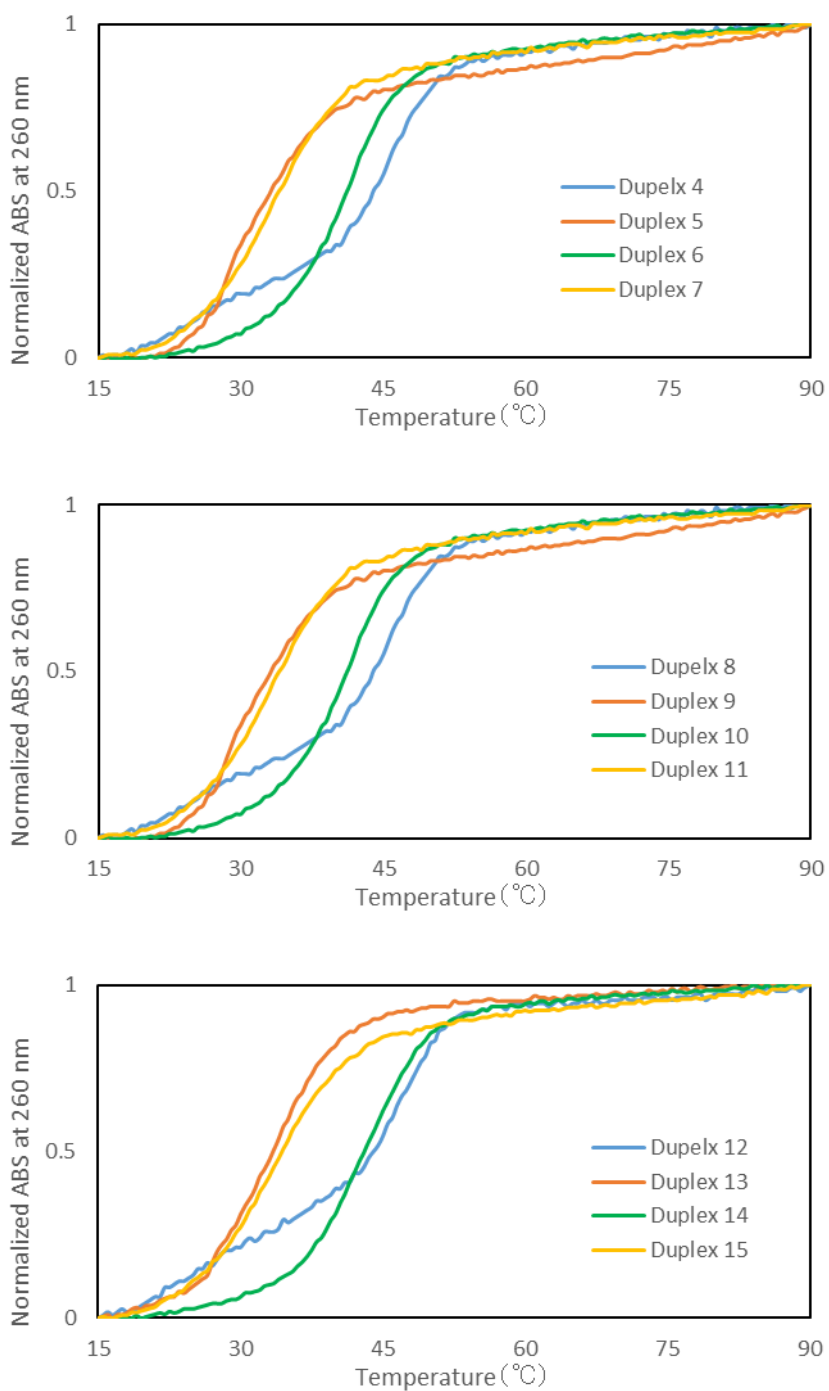 Normalized ABS at 260 nm
1
0.5
0
Dupelx 4
Duplex 5
Duplex 6
Duplex 7
15 30 45 60 75 90
Temperature(℃)
Normalized ABS at 260 nm
1
0.5
0
Dupelx 8
Duplex 9
Duplex 10
Duplex 11
15 30 45 60 75 90
Temperature(℃)
Normalized ABS at 260 nm
1
0.5
0
Dupelx 12
Duplex 13
Duplex 14
Duplex 15
15 30 45 60 75 90
Temperature(℃)